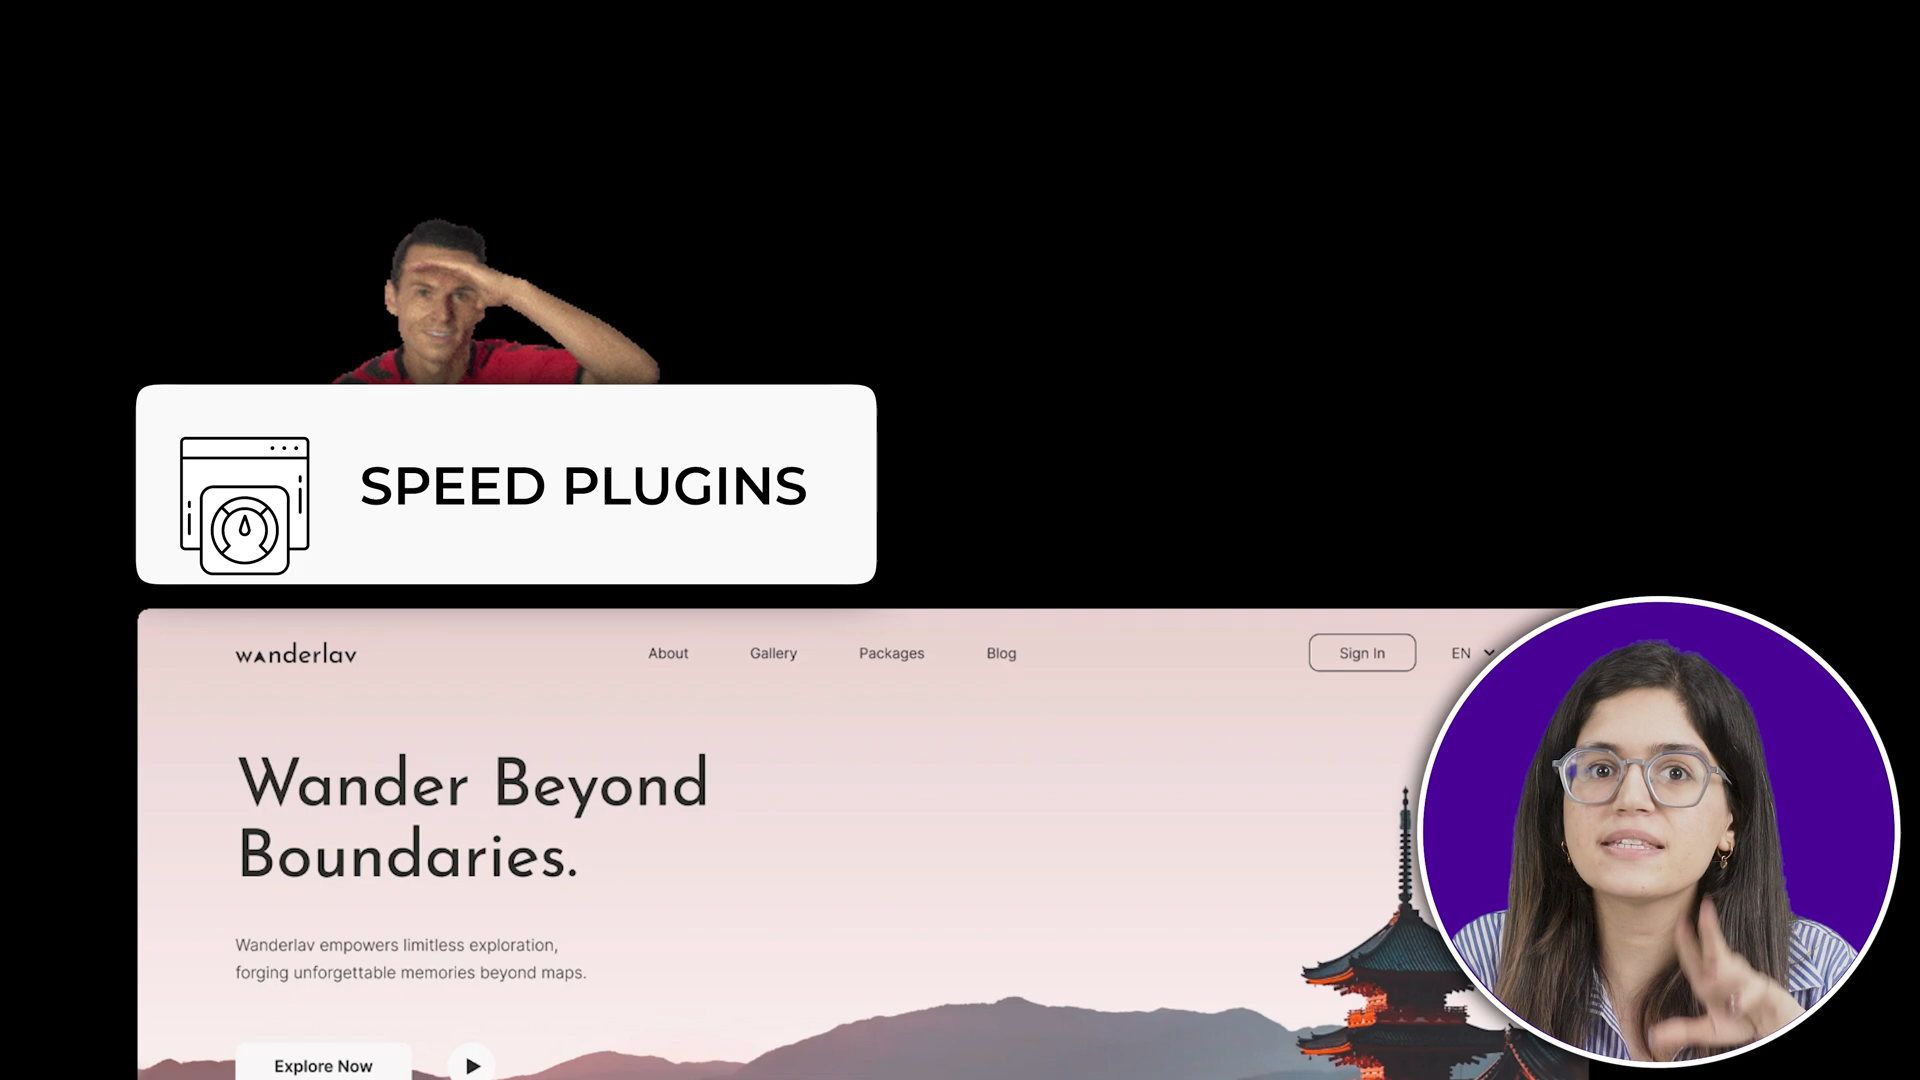 SPEED PLUGINS
wanderlav
About
Gallery
Packages
Blog
Sign In
EN
Wander Beyond
Boundaries.
Wanderlav empowers limitless exploration,
forging unforgettable memories beyond maps.
Explore Now